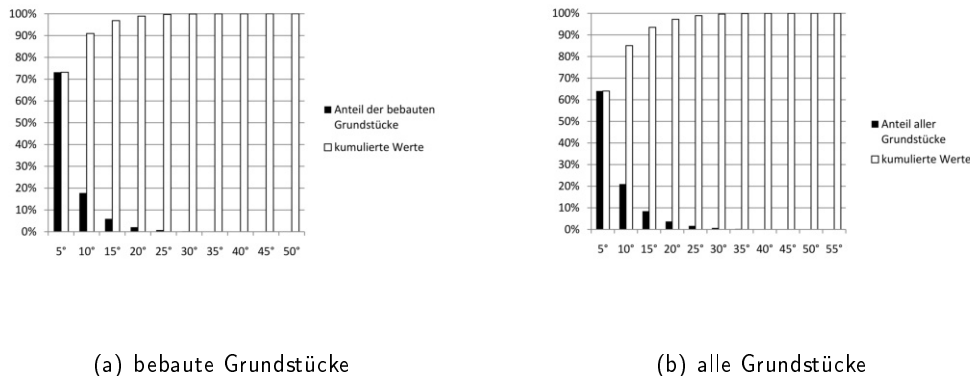 100%
90%
80%
70%
60%
50%
40%
30%
20%
10%
0%
5° 10° 15° 20° 25° 30° 35° 40° 45° 50°
Anteil der bebauten
Grundstücke
kumulierte Werte
(a) bebaute Grundstücke
100%
90%
80%
70%
60%
50%
40%
30%
20%
10%
0%
5° 10° 15° 20° 25° 30° 35° 40° 45° 50° 55°
Anteil aller
Grundstücke
kumulierte Werte
(b) alle Grundstücke